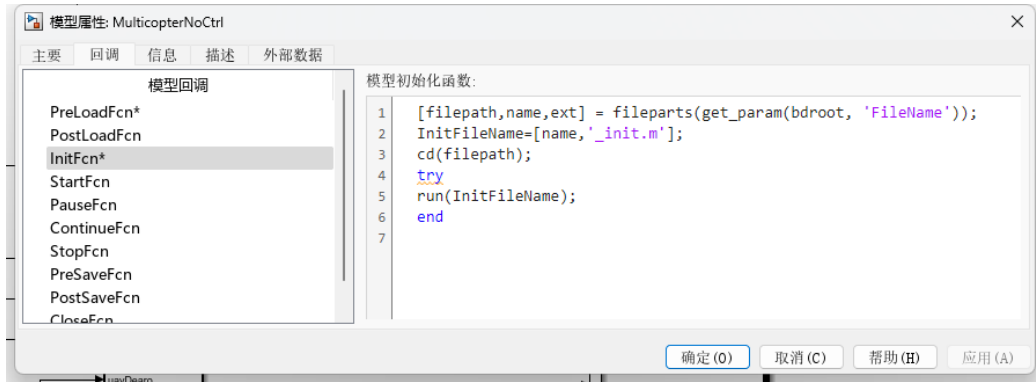 模型属性: MulticopterNoCtrl
主要 回调 信息 描述 外部数据
模型回调
PreLoadFcn*
PostLoadFcn
InitFcn*
StartFcn
PauseFcn
ContinueFcn
StopFcn
PreSaveFcn
PostSaveFcn
CloseFcn
模型初始化函数:
1 [filepath,name,ext] = fileparts(get_param(bdroot, 'FileName'));
2 InitFileName=[name,'_init.m'];
3 cd(filepath);
4 try
5 run(InitFileName);
6 end
7
确定(O) 取消(C) 帮助(H) 应用(A)